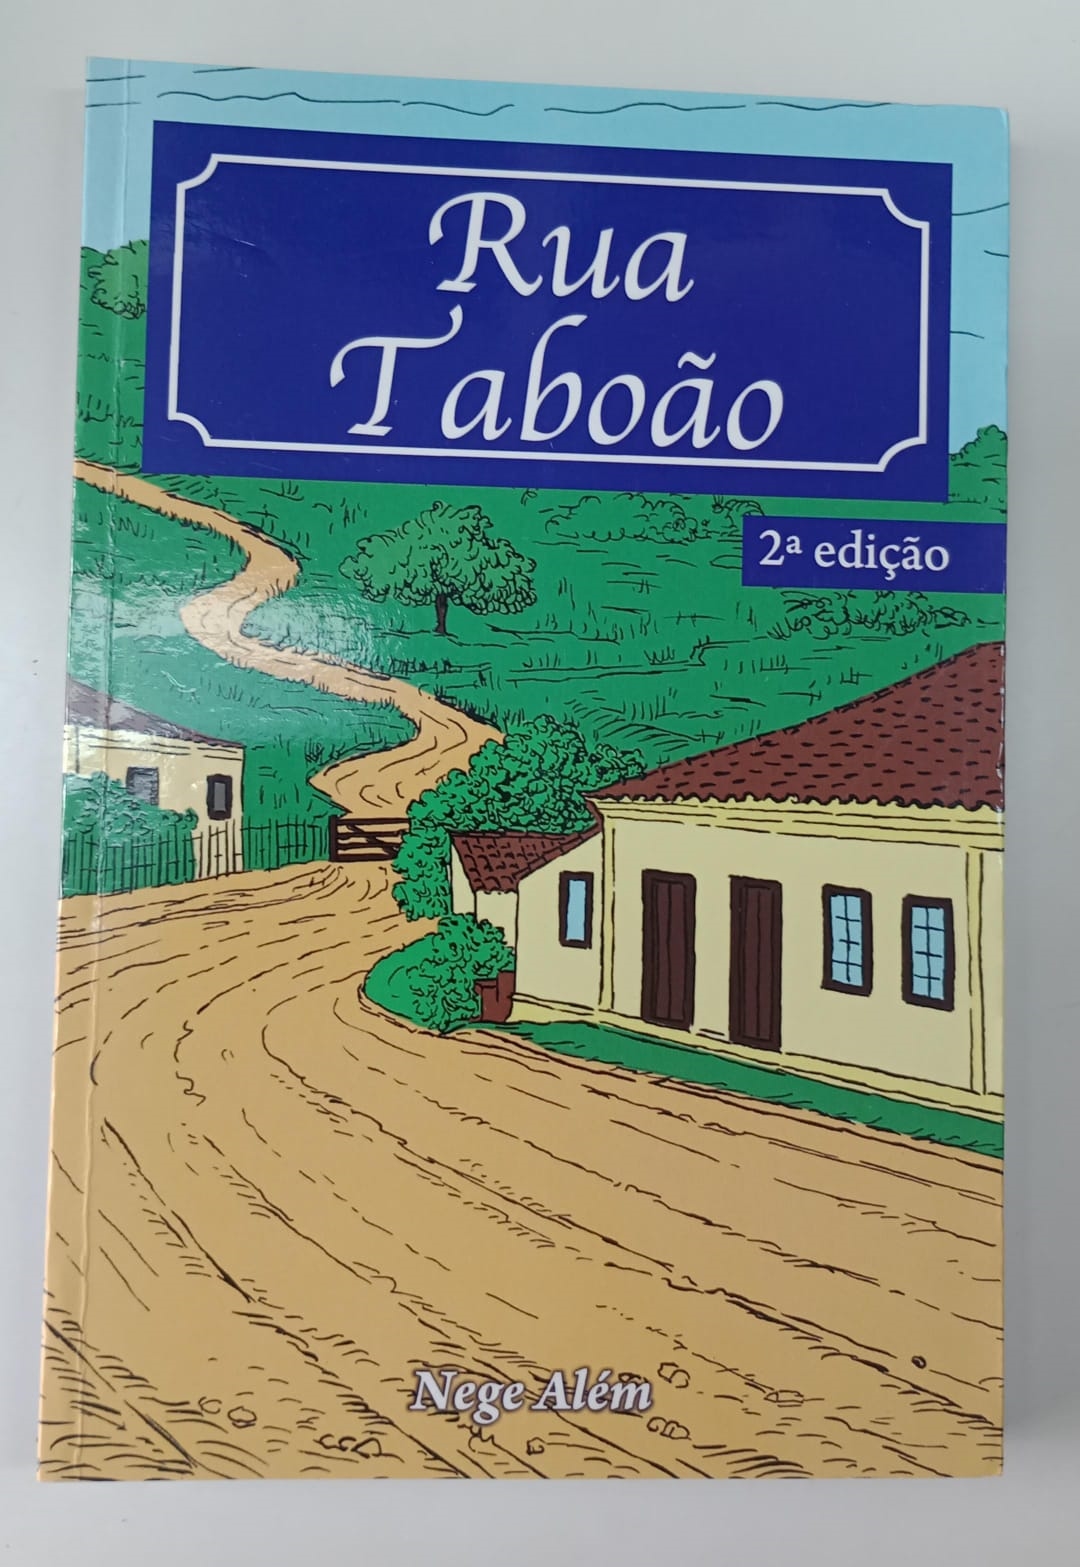 Rua
Taboão
2ª edição
Nege Além